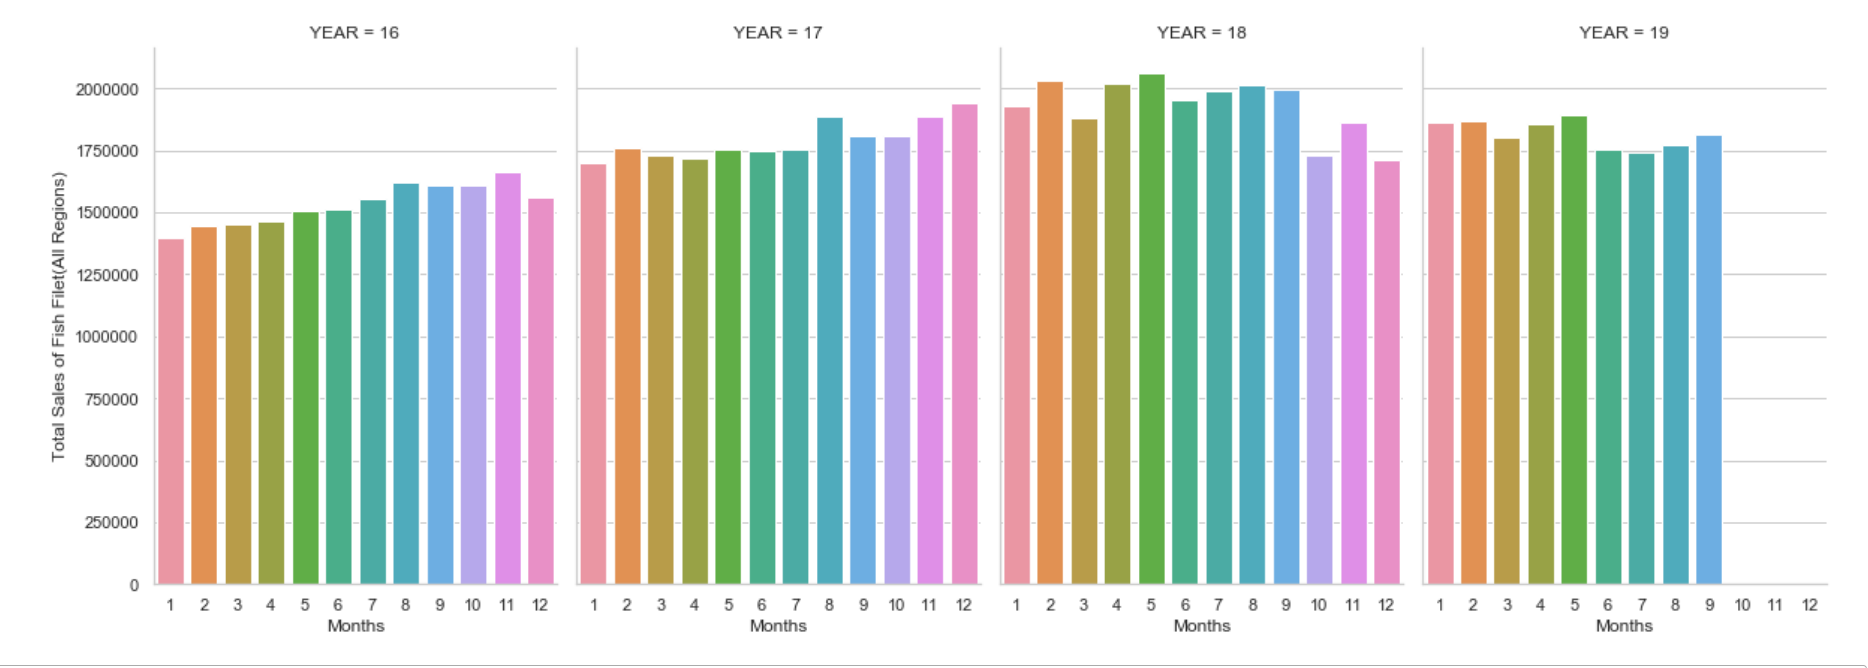 YEAR = 16
YEAR = 17
YEAR = 18
YEAR = 19
Total Sales of Fish Filet(All Regions)
2000000
1750000
1500000
1250000
1000000
750000
500000
250000
0
1 2 3 4 5 6 7 8 9 10 11 12
1 2 3 4 5 6 7 8 9 10 11 12
1 2 3 4 5 6 7 8 9 10 11 12
1 2 3 4 5 6 7 8 9 10 11 12
Months
Months
Months
Months